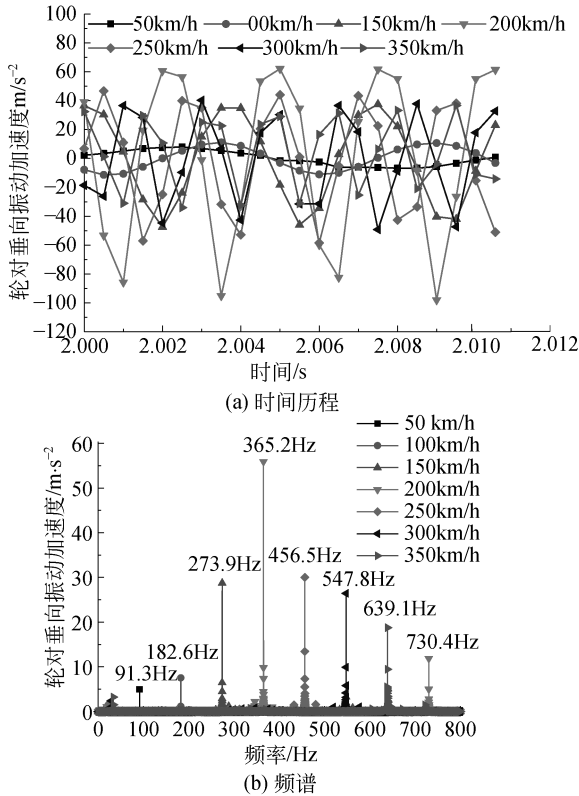 50km/h 00km/h 150km/h 200km/h
250km/h 300km/h 350km/h
100
80
60
40
20
0
−20
−40
−60
−80
−100
−120
轮对垂向振动加速度m/s⁻²
2.000 2.002 2.004 2.006 2.008 2.010 2.012
时间/s
(a) 时间历程
50 km/h
100km/h
150km/h
200km/h
250km/h
300km/h
350km/h
60
50
40
30
20
10
0
轮对垂向振动加速度/m·s⁻²
365.2Hz
456.5Hz
273.9Hz
547.8Hz
639.1Hz
182.6Hz
730.4Hz
91.3Hz
0 100 200 300 400 500 600 700 800
频率/Hz
(b) 频谱